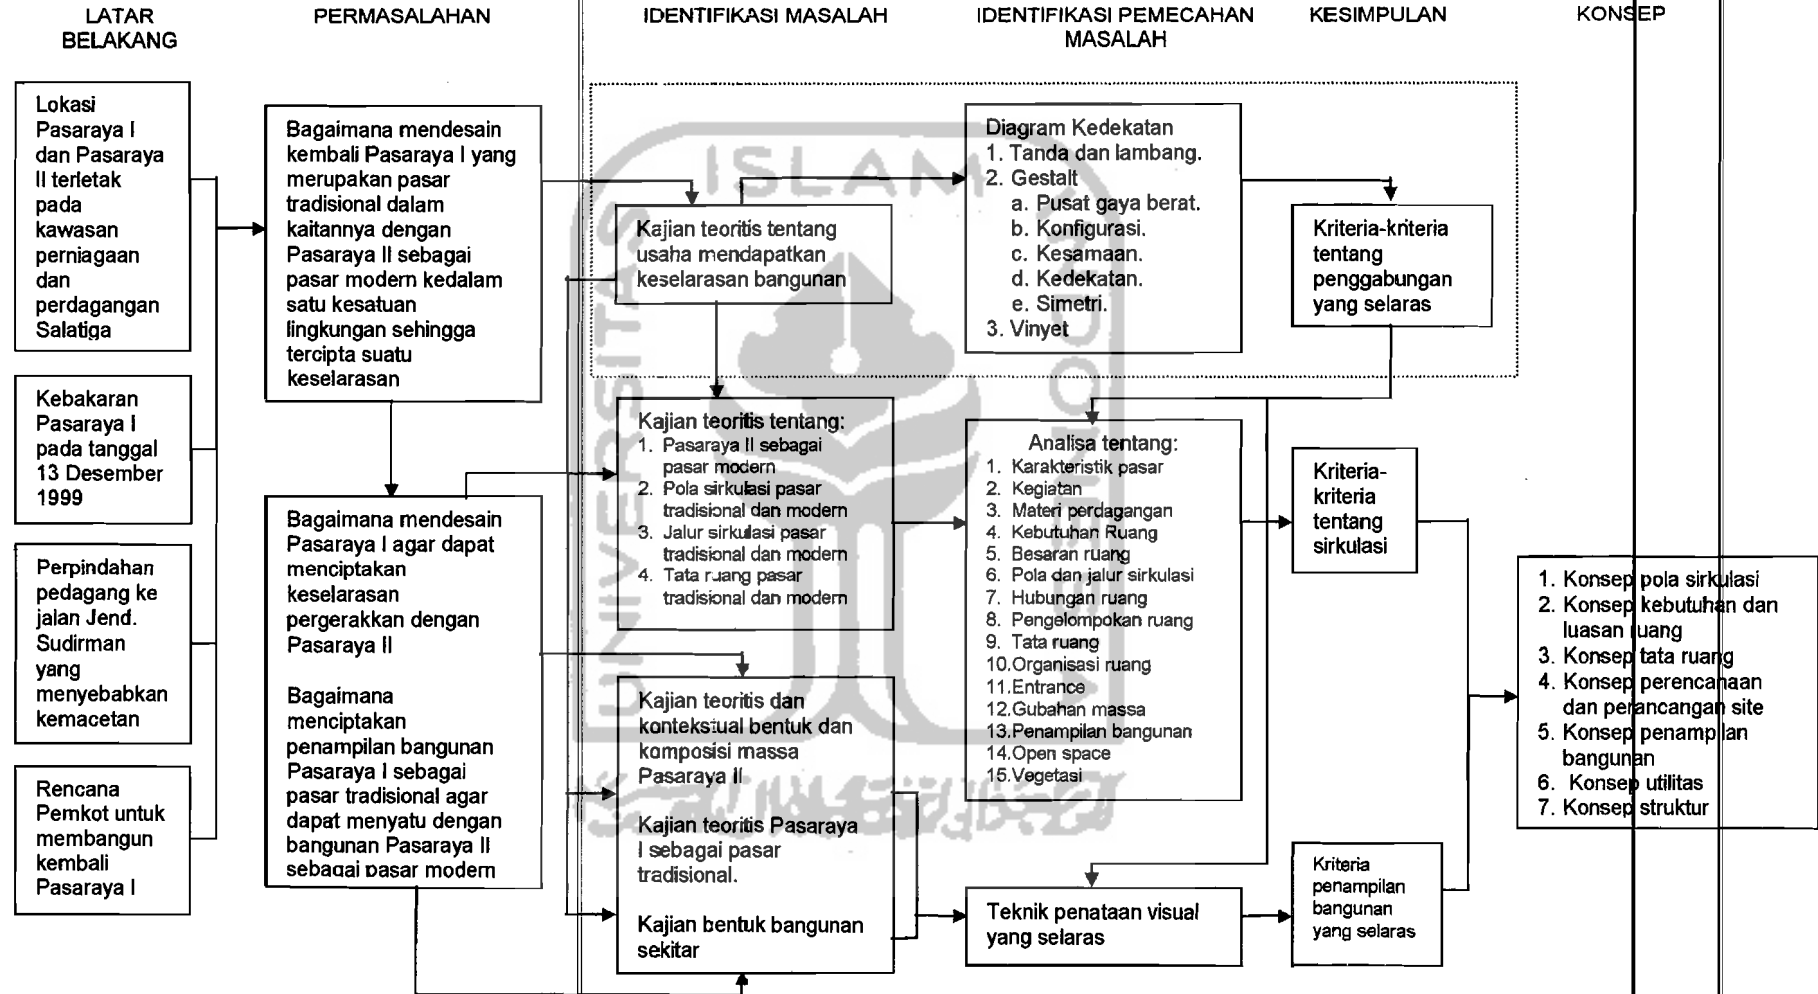 LATAR
BELAKANG
PERMASALAHAN
IDENTIFIKASI MASALAH
IDENTIFIKASI PEMECAHAN
MASALAH
KESIMPULAN
KONSEP
Lokasi
Pasaraya I
dan Pasaraya
II terletak
pada
kawasan
perniagaan
dan
perdagangan
Salatiga
Kebakaran
Pasaraya I
pada tanggal
13 Desember
1999
Perpindahan
pedagang ke
jalan Jend.
Sudirman
yang
menyebabkan
kemacetan
Rencana
Pemkot untuk
membangun
kembali
Pasaraya I
Bagaimana mendesain
kembali Pasaraya I yang
merupakan pasar
tradisional dalam
kaitannya dengan
Pasaraya II sebagai
pasar modern kedalam
satu kesatuan
lingkungan sehingga
tercipta suatu
keselarasan
Bagaimana mendesain
Pasaraya I agar dapat
menciptakan
keselarasan
pergerakkan dengan
Pasaraya II
Bagaimana
menciptakan
penampilan bangunan
Pasaraya I sebagai
pasar tradisional agar
dapat menyatu dengan
bangunan Pasaraya II
sebagai pasar modern
Kajian teoritis tentang
usaha mendapatkan
keselarasan bangunan
Kajian teoritis tentang:
1. Pasaraya II sebagai
pasar modern
2. Pola sirkulasi pasar
tradisional dan modern
3. Jalur sirkulasi pasar
tradisional dan modern
4. Tata ruang pasar
tradisional dan modern
Kajian teoritis dan
kontekstual bentuk dan
komposisi massa
Pasaraya II
Kajian teoritis Pasaraya
I sebagai pasar
tradisional.
Kajian bentuk bangunan
sekitar
Diagram Kedekatan
1. Tanda dan lambang.
2. Gestalt
a. Pusat gaya berat.
b. Konfigurasi.
c. Kesamaan.
d. Kedekatan.
e. Simetri.
3. Vinyet
Analisa tentang:
1. Karakteristik pasar
2. Kegiatan
3. Materi perdagangan
4. Kebutuhan Ruang
5. Besaran ruang
6. Pola dan jalur sirkulasi
7. Hubungan ruang
8. Pengelompokan ruang
9. Tata ruang
10.Organisasi ruang
11.Entrance
12.Gubahan massa
13.Penampilan bangunan
14.Open space
15.Vegetasi
Teknik penataan visual
yang selaras
Kriteria-kriteria
tentang
penggabungan
yang selaras
Kriteria-
kriteria
tentang
sirkulasi
Kriteria
penampilan
bangunan
yang selaras
1. Konsep pola sirkulasi
2. Konsep kebutuhan dan
luasan ruang
3. Konsep tata ruang
4. Konsep perencanaan
dan perancangan site
5. Konsep penampilan
bangunan
6. Konsep utilitas
7. Konsep struktur
UNIVERSITAS
ISLAM
INDONESIA